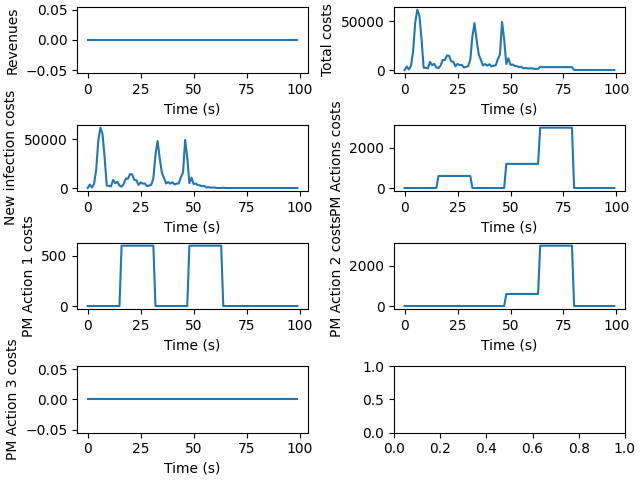 Revenues
0.05
0.00
−0.05
0 25 50 75 100
Time (s)
Total costs
50000
0
0 25 50 75 100
Time (s)
New infection costs
50000
0
0 25 50 75 100
Time (s)
PM Actions costs
2000
0
0 25 50 75 100
Time (s)
PM Action 1 costs
500
0
0 25 50 75 100
Time (s)
PM Action 2 costs
2000
0
0 25 50 75 100
Time (s)
PM Action 3 costs
0.05
0.00
−0.05
0 25 50 75 100
Time (s)
1.0
0.5
0.0
0.0 0.2 0.4 0.6 0.8 1.0